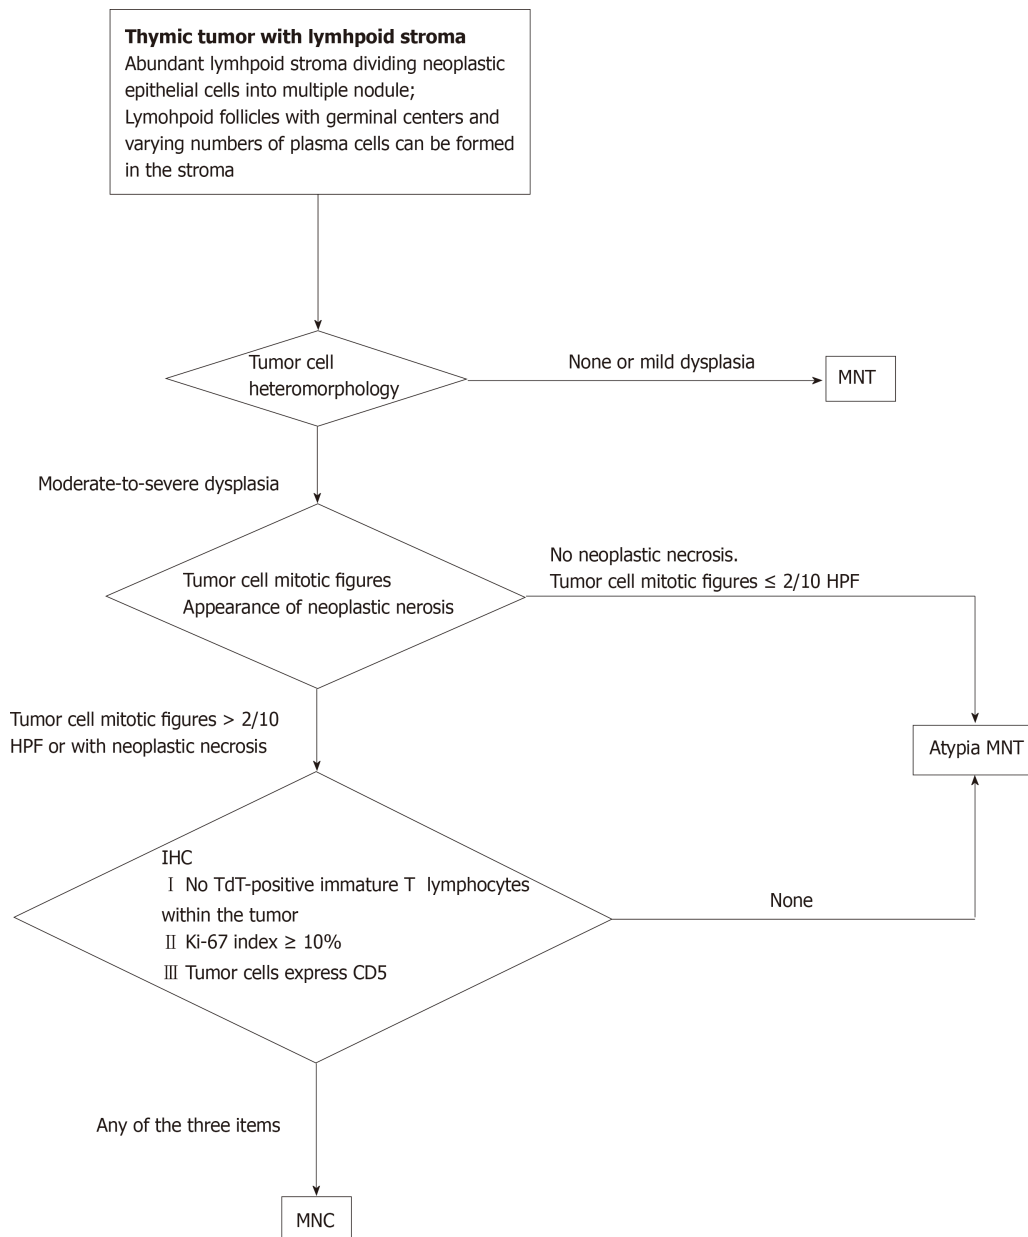 Thymic tumor with lymhpoid stroma
Abundant lymhpoid stroma dividing neoplastic
epithelial cells into multiple nodule;
Lymohpoid follicles with germinal centers and
varying numbers of plasma cells can be formed
in the stroma
Tumor cell
heteromorphology
None or mild dysplasia
MNT
Moderate-to-severe dysplasia
Tumor cell mitotic figures
Appearance of neoplastic nerosis
No neoplastic necrosis.
Tumor cell mitotic figures ≤ 2/10 HPF
Tumor cell mitotic figures > 2/10
HPF or with neoplastic necrosis
Atypia MNT
IHC
Ⅰ No TdT-positive immature T lymphocytes
within the tumor
Ⅱ Ki-67 index ≥ 10%
Ⅲ Tumor cells express CD5
None
Any of the three items
MNC